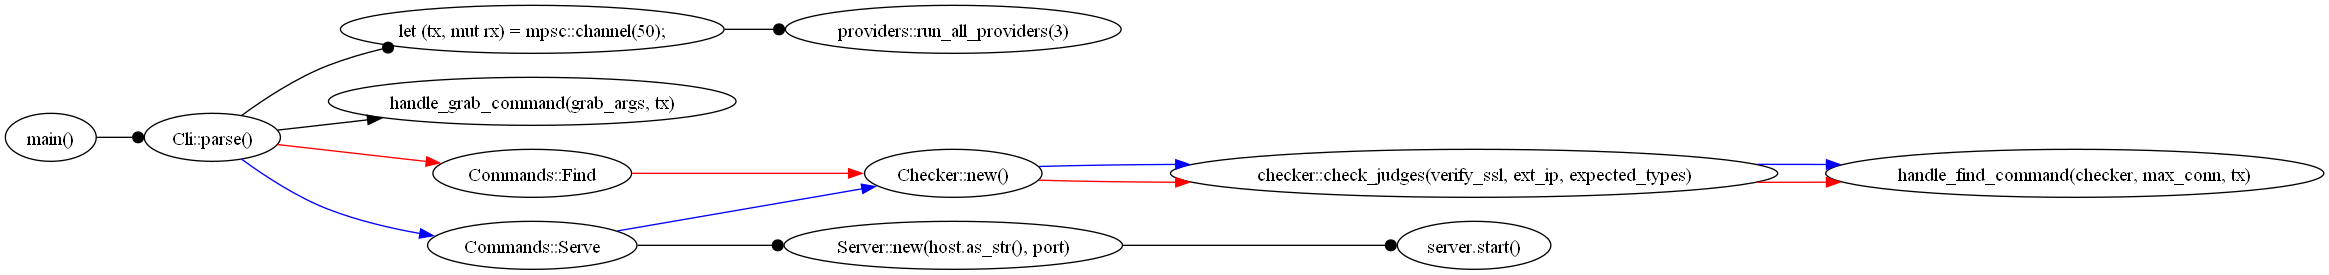 main()
Cli::parse()
let (tx, mut rx) = mpsc::channel(50);
providers::run_all_providers(3)
handle_grab_command(grab_args, tx)
Commands::Find
Checker::new()
checker::check_judges(verify_ssl, ext_ip, expected_types)
handle_find_command(checker, max_conn, tx)
Commands::Serve
Server::new(host.as_str(), port)
server.start()